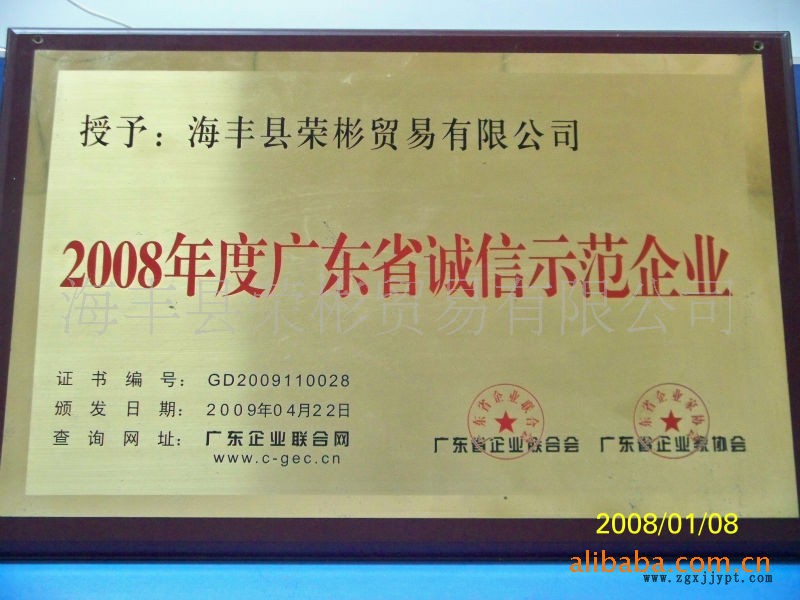 授予：海丰县荣彬贸易有限公司
2008年度广东省诚信示范企业
海丰县荣彬贸易有限公司
证书编号：GD2009110028
颁发日期：2009年04月22日
查询网址：广东企业联合网
www.c-gec.cn
广东省企业联合会
广东省企业家协会
2008/01/08
alibaba.com.cn
www.zgxjjypt.com